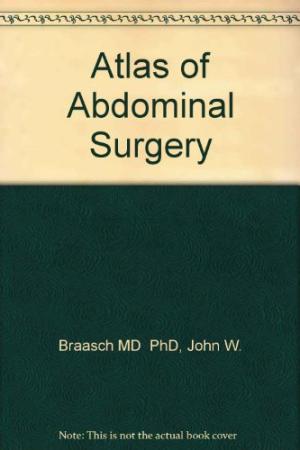 Atlas of
Abdominal
Surgery
Braasch MD  PhD, John W.
Note: This is not the actual book cover